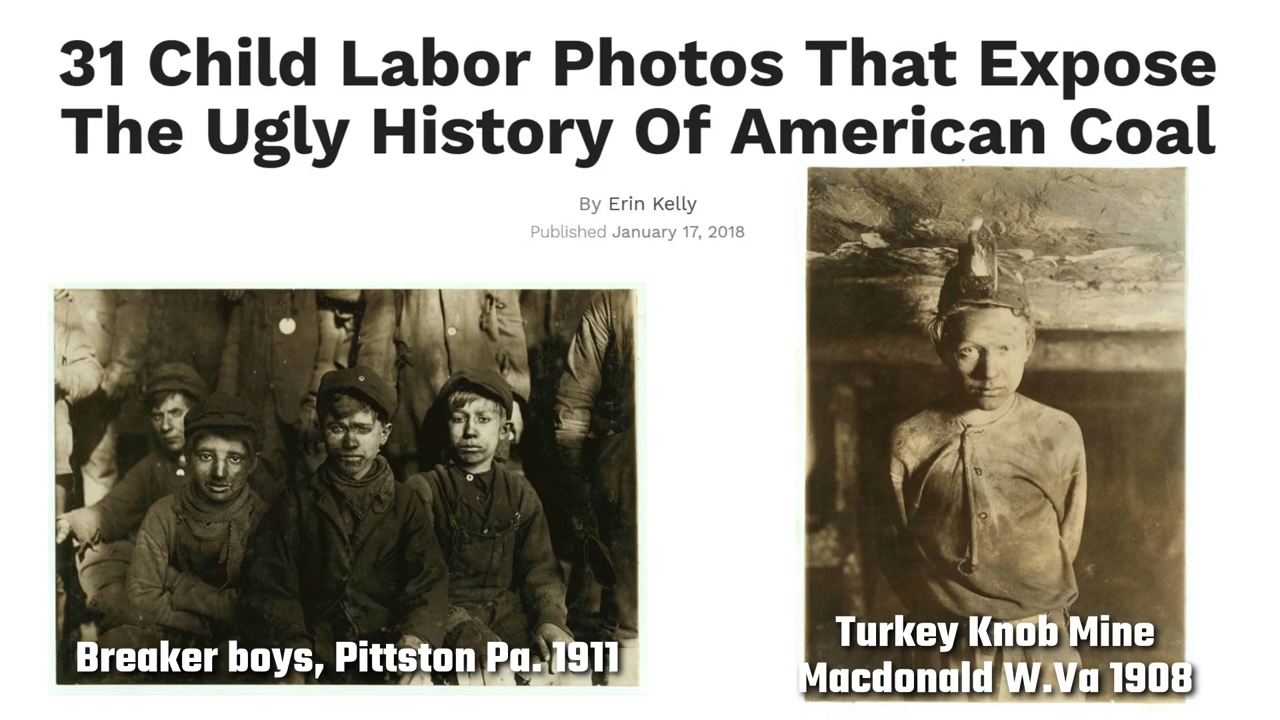 31 Child Labor Photos That Expose
The Ugly History Of American Coal
By Erin Kelly
Published January 17, 2018
Breaker boys, Pittston Pa. 1911
Turkey Knob Mine
Macdonald W.Va 1908